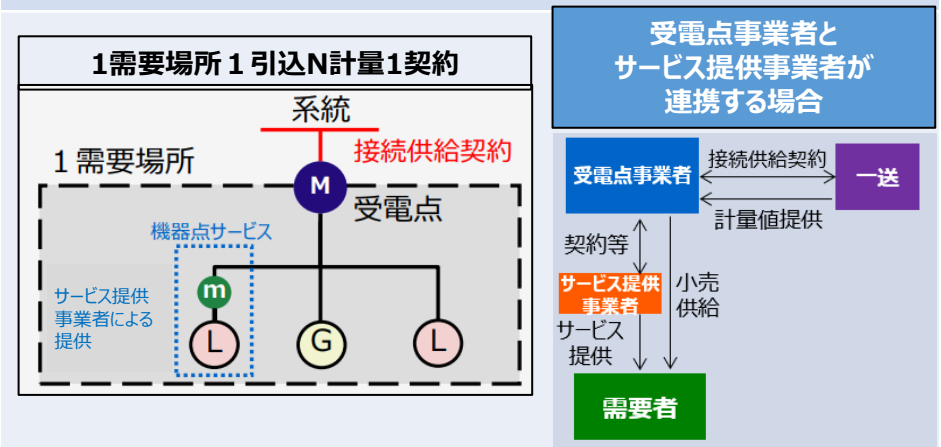 1需要場所1引込N計量1契約
系統
接続供給契約
1需要場所
M
受電点
機器点サービス
m
サービス提供
事業者による
提供
L
G
L
受電点事業者と
サービス提供事業者が
連携する場合
受電点事業者
接続供給契約
一送
計量値提供
契約等
サービス提供
事業者
小売
供給
サービス
提供
需要者